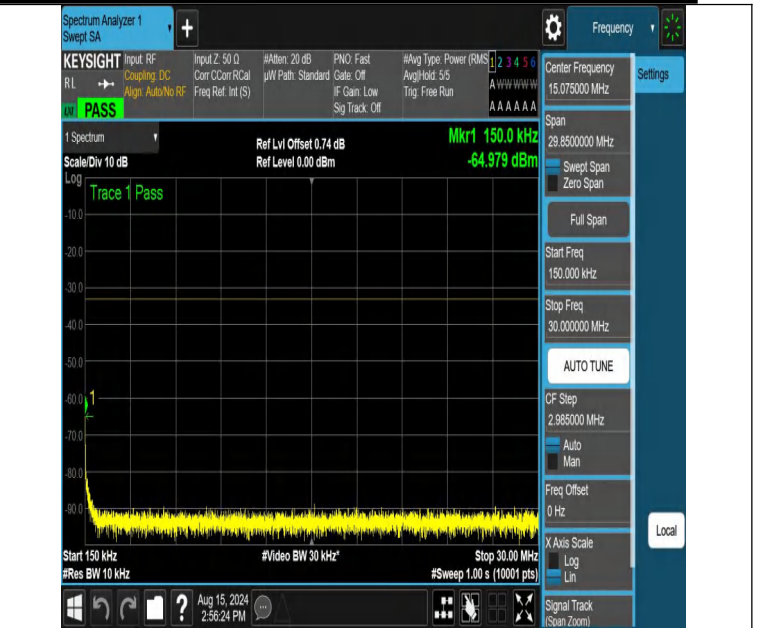 Spectrum Analyzer 1
Swept SA
+
Frequency
KEYSIGHT
RL
PASS
Input: RF
Coupling: DC
Align: Auto/No RF
Input Z: 50 Ω
Corr CCorr RCal
Freq Ref: Int (S)
#Atten: 20 dB
µW Path: Standard
PNO: Fast
Gate: Off
IF Gain: Low
Sig Track: Off
#Avg Type: Power (RMS
Avg|Hold: 5/5
Trig: Free Run
1 2 3 4 5 6
A W W W W W
A A A A A A
1 Spectrum
Scale/Div 10 dB
Log
Ref Lvl Offset 0.74 dB
Ref Level 0.00 dBm
Mkr1 150.0 kHz
-64.979 dBm
Trace 1 Pass
-10.0
-20.0
-30.0
-40.0
-50.0
-60.0
1
-70.0
-80.0
-90.0
Start 150 kHz
#Res BW 10 kHz
#Video BW 30 kHz*
Stop 30.00 MHz
#Sweep 1.00 s (10001 pts)
Center Frequency
15.075000 MHz
Settings
Span
29.8500000 MHz
Swept Span
Zero Span
Full Span
Start Freq
150.000 kHz
Stop Freq
30.000000 MHz
AUTO TUNE
CF Step
2.985000 MHz
Auto
Man
Freq Offset
0 Hz
X Axis Scale
Log
Lin
Local
Signal Track
(Span Zoom)
?
Aug 15, 2024
2:56:24 PM